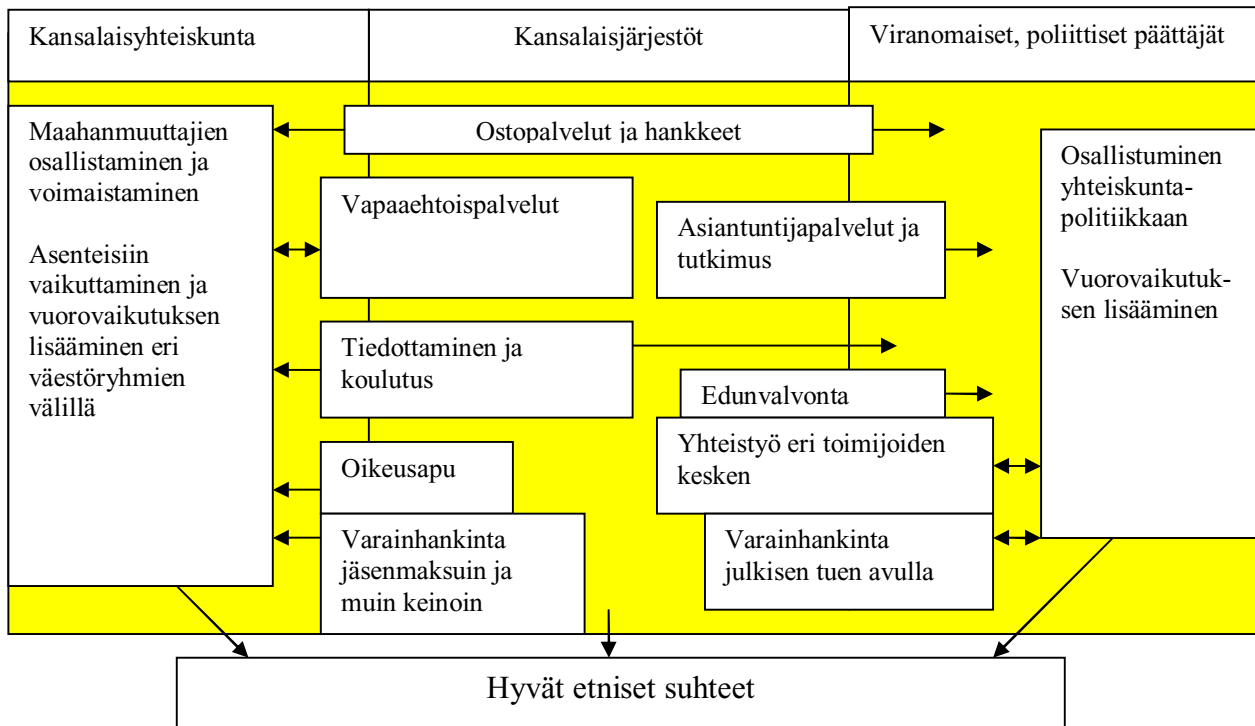 Kansalaisyhteiskunta
Kansalaisjärjestöt
Viranomaiset, poliittiset päättäjät
Maahanmuuttajien
osallistaminen ja
voimaistaminen
Asenteisiin
vaikuttaminen ja
vuorovaikutuksen
lisääminen eri
väestöryhmien
välillä
Ostopalvelut ja hankkeet
Vapaaehtoispalvelut
Asiantuntijapalvelut ja
tutkimus
Tiedottaminen ja
koulutus
Edunvalvonta
Yhteistyö eri toimijoiden
kesken
Oikeusapu
Varainhankinta
jäsenmaksuin ja
muin keinoin
Varainhankinta
julkisen tuen avulla
Osallistuminen
yhteiskunta-
politiikkaan
Vuorovaikutuk-
sen lisääminen
Hyvät etniset suhteet